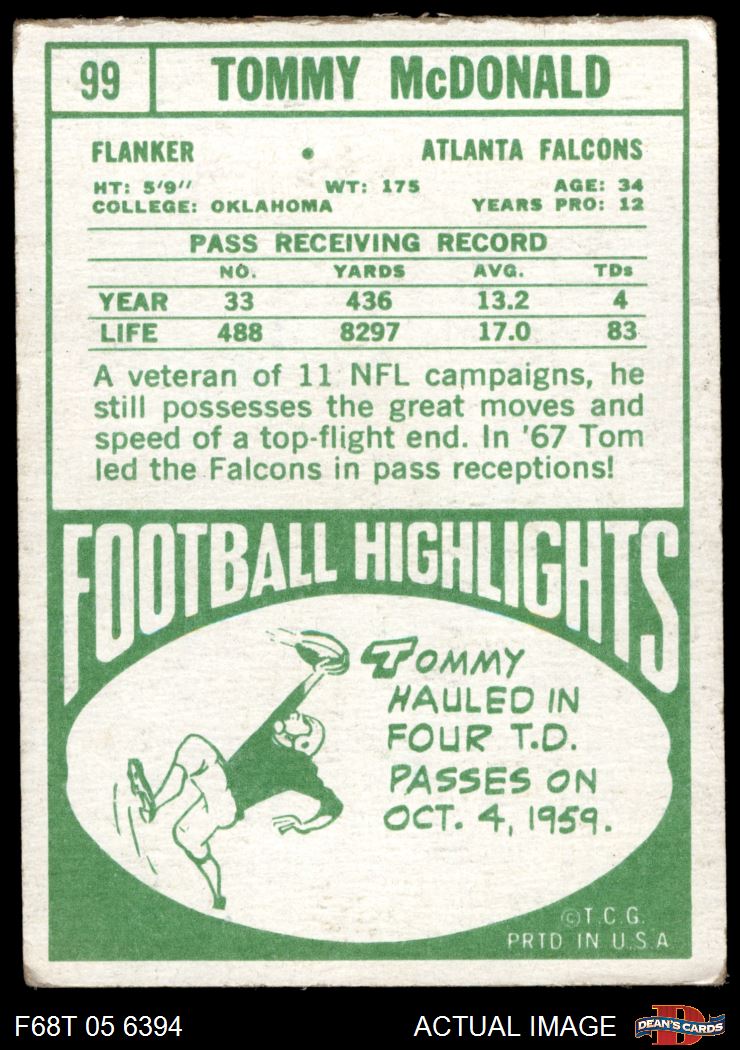 99 TOMMY McDONALD
FLANKER • ATLANTA FALCONS
HT: 5'9" WT: 175 AGE: 34
COLLEGE: OKLAHOMA YEARS PRO: 12
PASS RECEIVING RECORD
NO. YARDS AVG. TDs
YEAR 33 436 13.2 4
LIFE 488 8297 17.0 83
A veteran of 11 NFL campaigns, he
still possesses the great moves and
speed of a top-flight end. In '67 Tom
led the Falcons in pass receptions!
FOOTBALL HIGHLIGHTS
TOMMY
HAULED IN
FOUR T.D.
PASSES ON
OCT. 4, 1959.
©T.C.G.
PRTD IN U.S.A
F68T 05 6394 ACTUAL IMAGE D DEAN'S CARDS